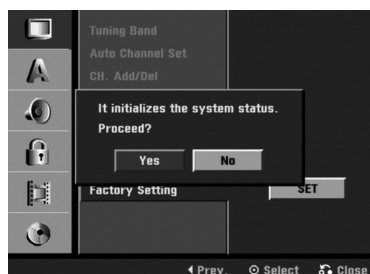 Tuning Band
Auto Channel Set
CH. Add/Del
It initializes the system status.
Proceed?
Yes No
Factory Setting SET
Prev. Select Close